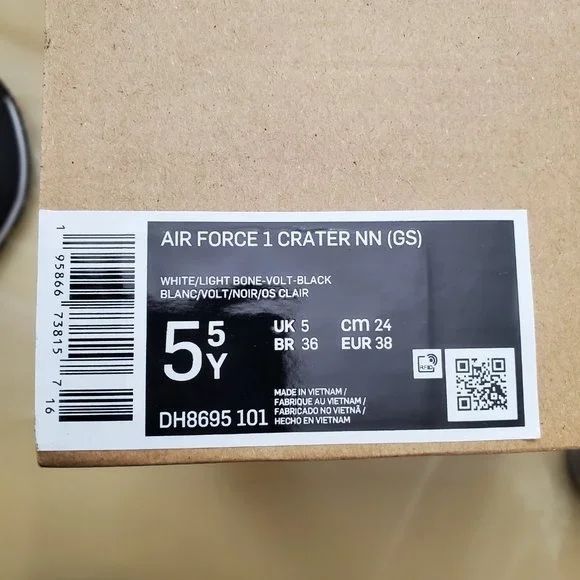 AIR FORCE 1 CRATER NN (GS)
WHITE/LIGHT BONE-VOLT-BLACK
BLANC/VOLT/NOIR/OS CLAIR
5 5 Y
UK 5 cm 24
BR 36 EUR 38
DH8695 101
MADE IN VIETNAM /
FABRIQUE AU VIETNAM /
FABRICADO NO VIETNÃ /
HECHO EN VIETNAM
RFID
1 95866 73815 7 16